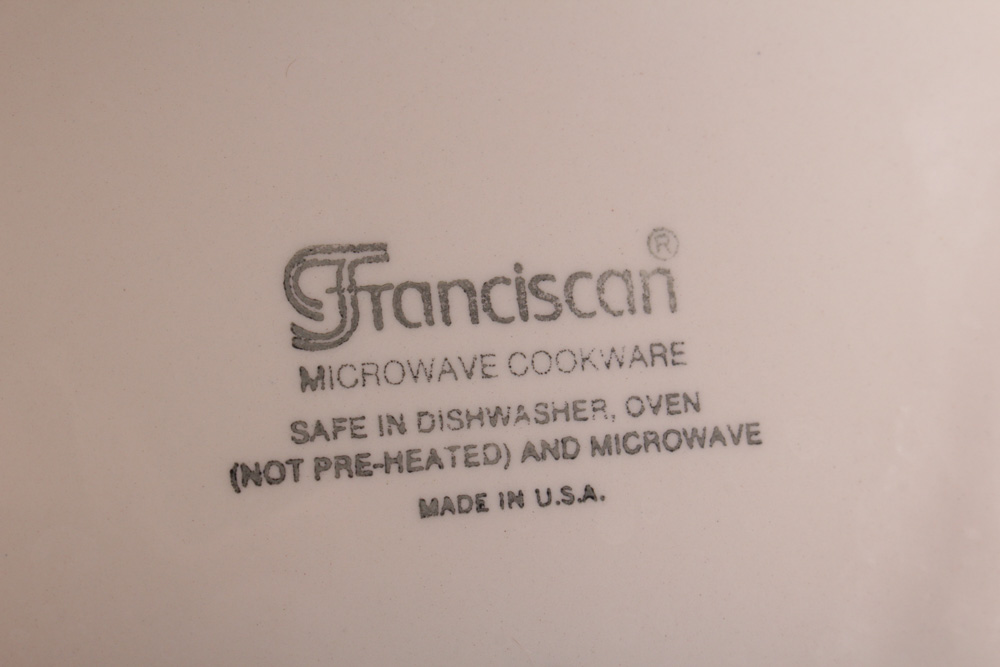 Franciscan®
MICROWAVE COOKWARE
SAFE IN DISHWASHER, OVEN
(NOT PRE-HEATED) AND MICROWAVE
MADE IN U.S.A.